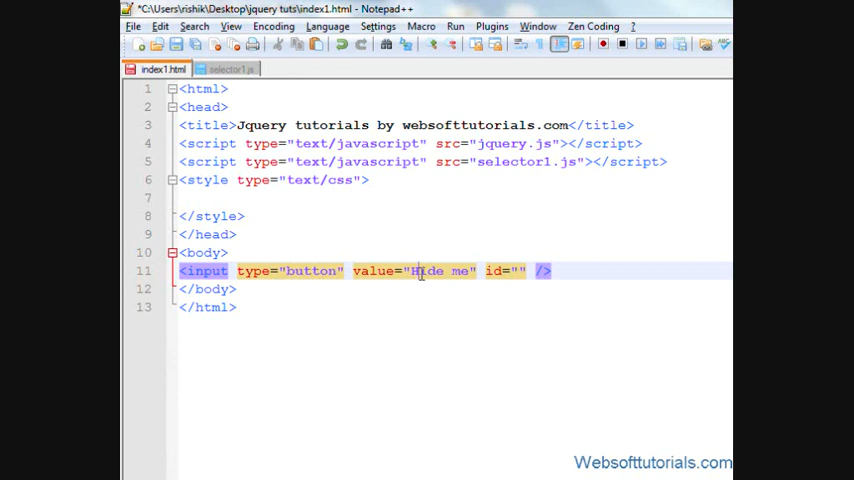 *C:\Users\rishik\Desktop\jquery tuts\index1.html - Notepad++
File Edit Search View Encoding Language Settings Macro Run Plugins Window Zen Coding ?
index1.html selector1.js
1 <html>
2 <head>
3 <title>Jquery tutorials by websofttutorials.com</title>
4 <script type="text/javascript" src="jquery.js"></script>
5 <script type="text/javascript" src="selector1.js"></script>
6 <style type="text/css">
7
8 </style>
9 </head>
10 <body>
11 <input type="button" value="Hide me" id="" />
12 </body>
13 </html>
Websofttutorials.com